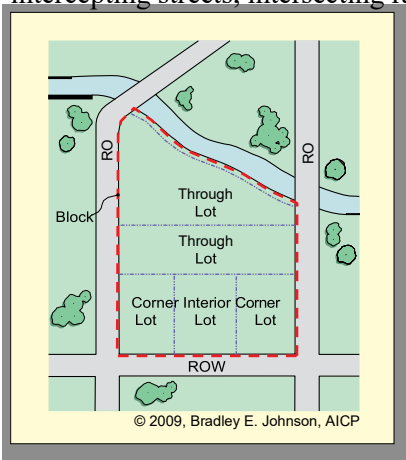 RO
RO
Through
Lot
Block
Through
Lot
Corner Interior Corner
Lot Lot Lot
ROW
© 2009, Bradley E. Johnson, AICP